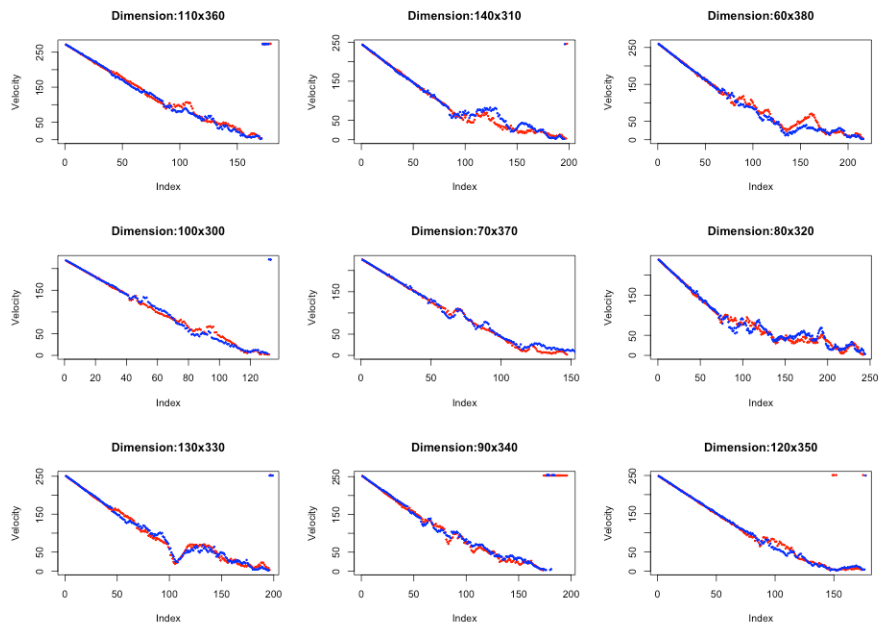 Dimension:110x360
Velocity
250
150
50
0
0
50
100
150
Index
Dimension:140x310
Velocity
250
150
50
0
0
50
100
150
200
Index
Dimension:60x380
Velocity
250
150
50
0
0
50
100
150
200
Index
Dimension:100x300
Velocity
150
50
0
0
20
40
60
80
100
120
Index
Dimension:70x370
Velocity
150
50
0
0
50
100
150
Index
Dimension:80x320
Velocity
150
50
0
0
50
100
150
200
250
Index
Dimension:130x330
Velocity
250
150
50
0
0
50
100
150
200
Index
Dimension:90x340
Velocity
250
150
50
0
0
50
100
150
200
Index
Dimension:120x350
Velocity
250
150
50
0
0
50
100
150
Index